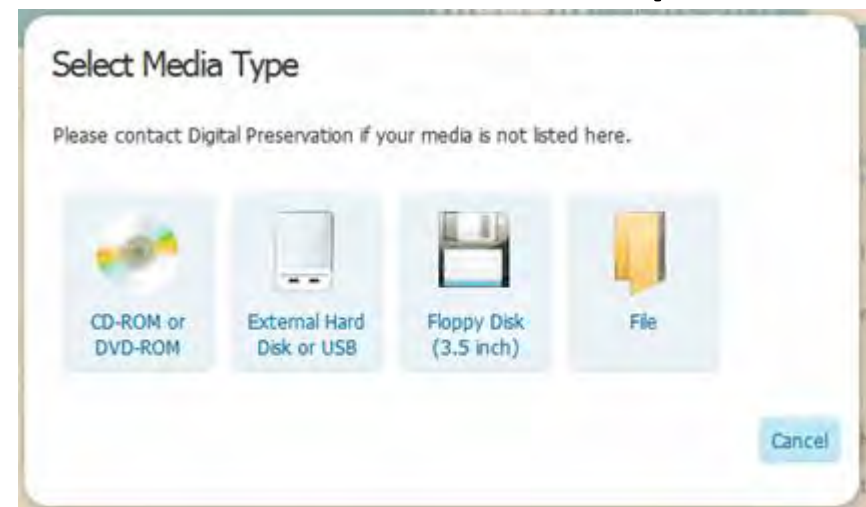 Select Media Type
Please contact Digital Preservation if your media is not listed here.
CD-ROM or
DVD-ROM
External Hard
Disk or USB
Floppy Disk
(3.5 inch)
File
Cancel